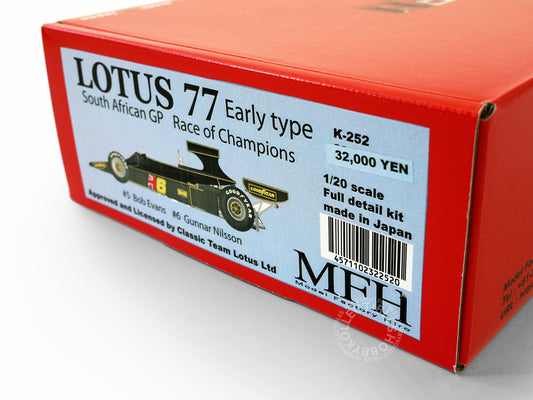 LOTUS 77 Early type
South African GP Race of Champions
K-252
32,000 YEN
1/20 scale
Full detail kit
made in Japan
GOODYEAR
6
#5 Bob Evans #6 Gunnar Nilsson
Approved and Licensed by Classic Team Lotus Ltd
4571102322520
MFH
Model Factory Hiro